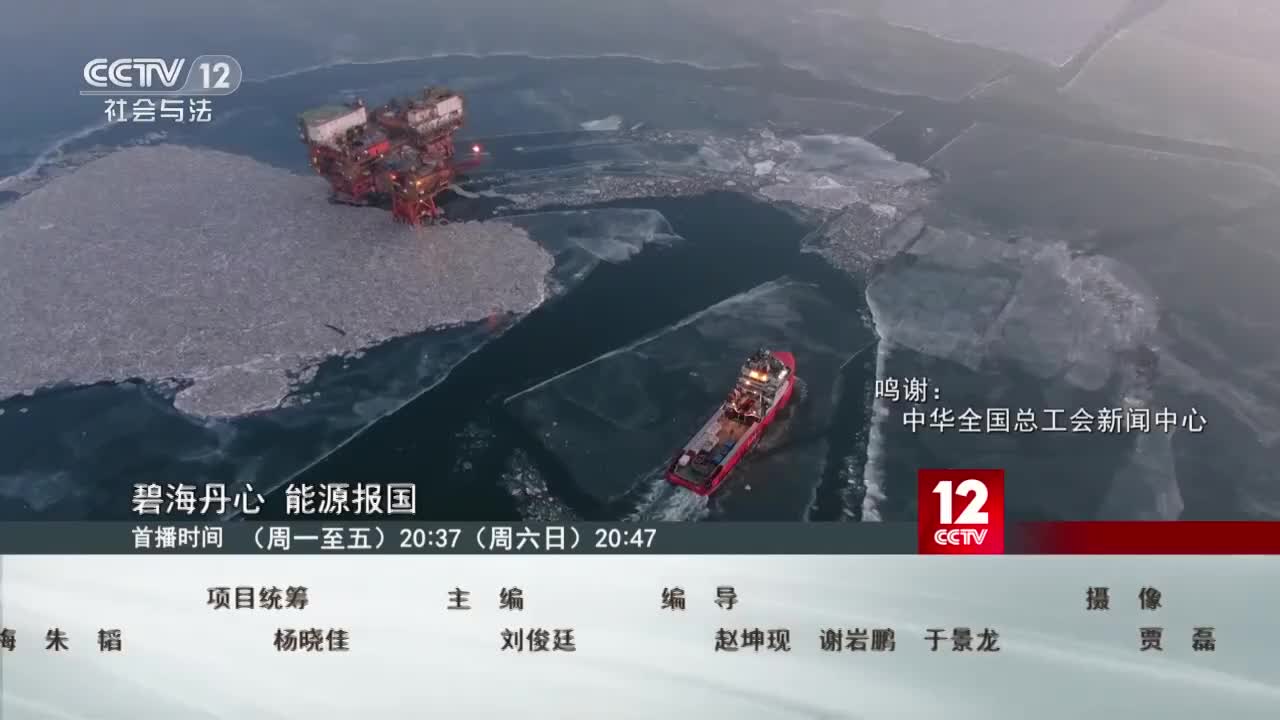 CCTV 12
社会与法
鸣谢：
中华全国总工会新闻中心
碧海丹心 能源报国
首播时间 （周一至五）20:37（周六日）20:47
12
CCTV
项目统筹 主 编 编 导 摄 像
朱 韬 杨晓佳 刘俊廷 赵坤现 谢岩鹏 于景龙 贾 磊